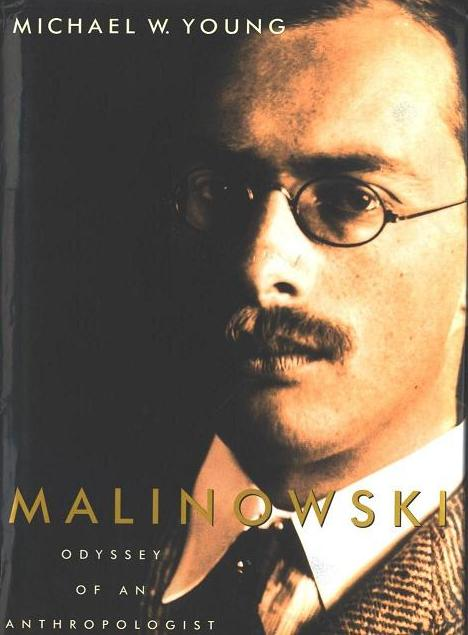 MICHAEL W. YOUNG
MALINOWSKI
ODYSSEY
OF AN
ANTHROPOLOGIST